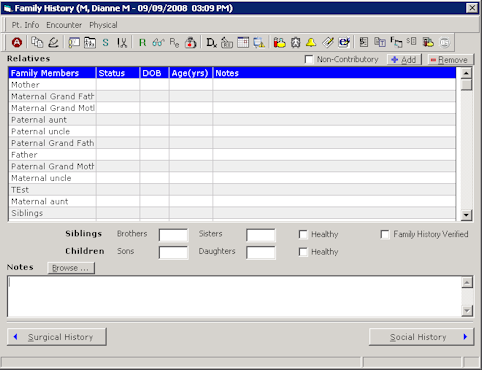 Family History (M, Dianne M - 09/09/2008 03:09 PM)
Pt. Info Encounter Physical
Relatives Non-Contributory Add Remove
Family Members Status DOB Age(yrs) Notes
Mother
Maternal Grand Fath
Maternal Grand Motl
Paternal aunt
Paternal uncle
Paternal Grand Fath
Father
Paternal Grand Moth
Maternal uncle
TEst
Maternal aunt
Siblings
Siblings Brothers Sisters Healthy Family History Verified
Children Sons Daughters Healthy
Notes Browse ...
Surgical History Social History